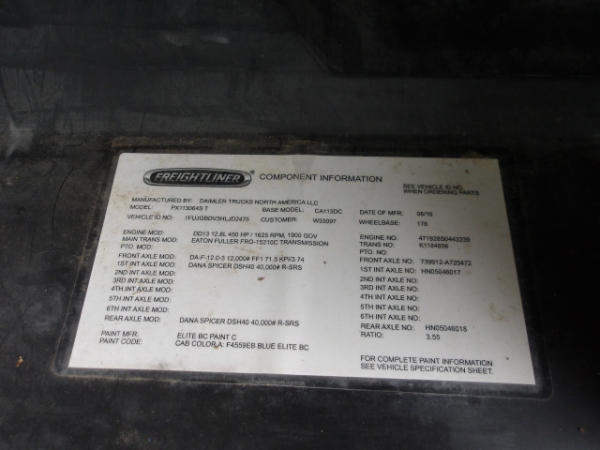 FREIGHTLINER COMPONENT INFORMATION
SEE VEHICLE ID NO.
WHEN ORDERING PARTS
MANUFACTURED BY: DAIMLER TRUCKS NORTH AMERICA LLC
MODEL: PX113064S T BASE MODEL: CA113DC DATE OF MFR: 08/16
VEHICLE ID NO: 1FUJGBDV3HLJD2475 CUSTOMER: W33997 WHEELBASE: 178
ENGINE MOD: DD13 12.8L 450 HP / 1625 RPM, 1900 GOV ENGINE NO: 471928S0443239
MAIN TRANS MOD: EATON FULLER FRO-15210C TRANSMISSION TRANS NO: K1184698
PTO. MOD: PTO NO:
FRONT AXLE MOD: DA-F-12.0-3 12,000# FF1 71.5 KPI/3.74 FRONT AXLE NO: T39912-A725472
1ST INT AXLE MOD: DANA SPICER DSH40 40,000# R-SRS 1ST INT AXLE NO: HN05046017
2ND INT AXLE MOD: 2ND INT AXLE NO:
3RD INT AXLE MOD: 3RD INT AXLE NO:
4TH INT AXLE MOD: 4TH INT AXLE NO:
5TH INT AXLE MOD: 5TH INT AXLE NO:
6TH INT AXLE MOD: 6TH INT AXLE NO:
REAR AXLE MOD: DANA SPICER DSH40 40,000# R-SRS REAR AXLE NO: HN05046018
RATIO: 3.55
PAINT MFR: ELITE BC PAINT C
PAINT CODE: CAB COLOR A: F4559EB BLUE ELITE BC
FOR COMPLETE PAINT INFORMATION
SEE VEHICLE SPECIFICATION SHEET.